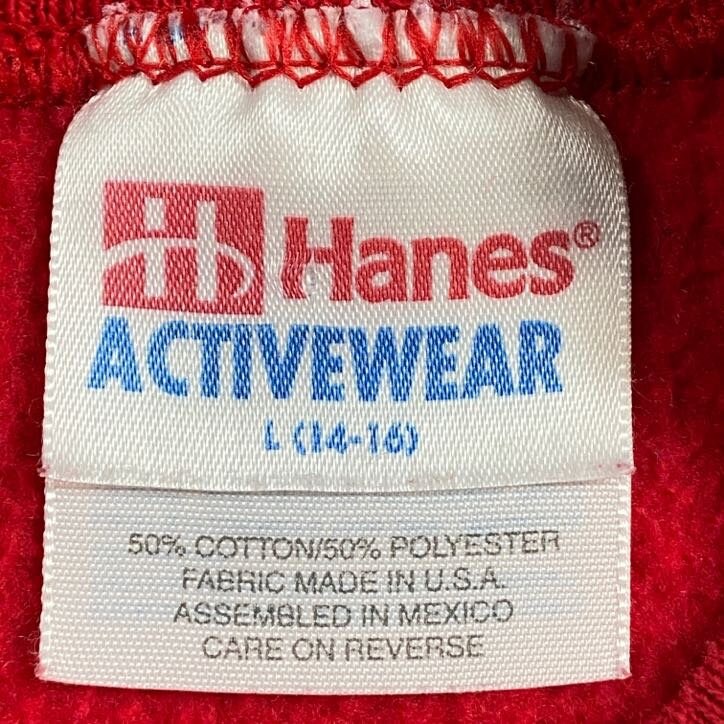 Hanes®
ACTIVEWEAR
L (14-16)
50% COTTON/50% POLYESTER
FABRIC MADE IN U.S.A.
ASSEMBLED IN MEXICO
CARE ON REVERSE